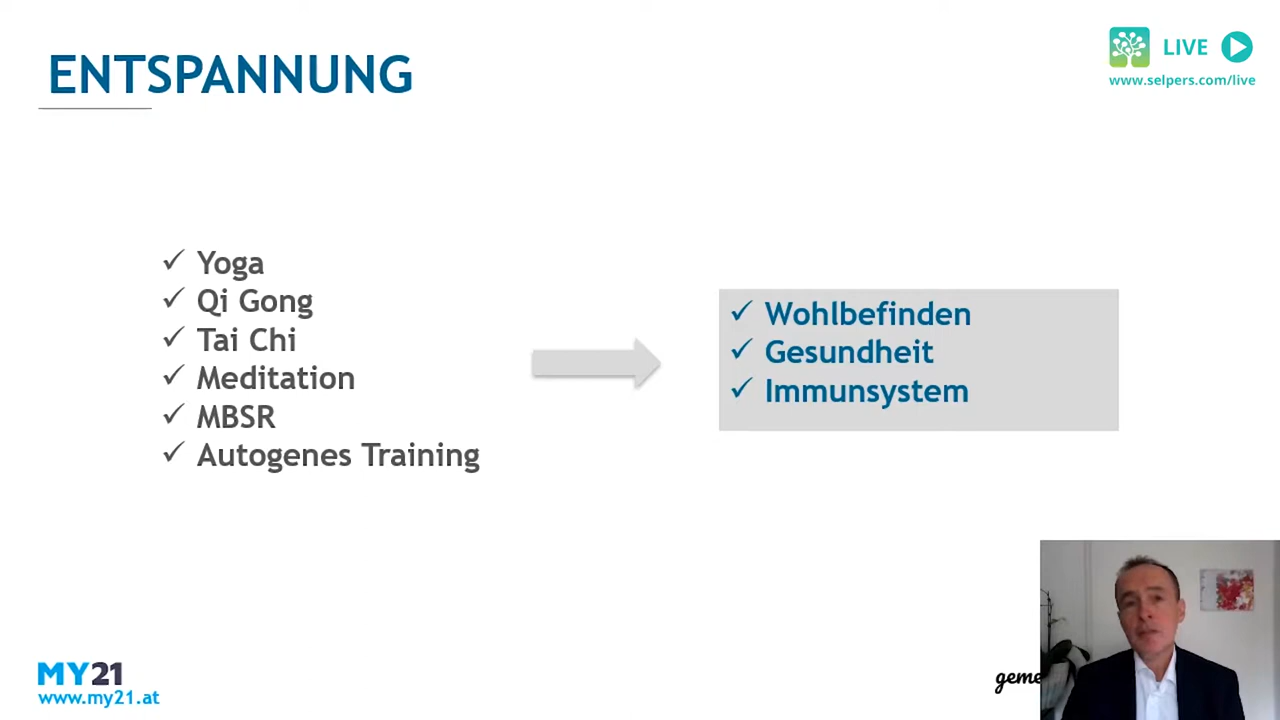 ENTSPANNUNG
LIVE
www.selpers.com/live
Yoga
Qi Gong
Tai Chi
Meditation
MBSR
Autogenes Training
Wohlbefinden
Gesundheit
Immunsystem
MY21
www.my21.at